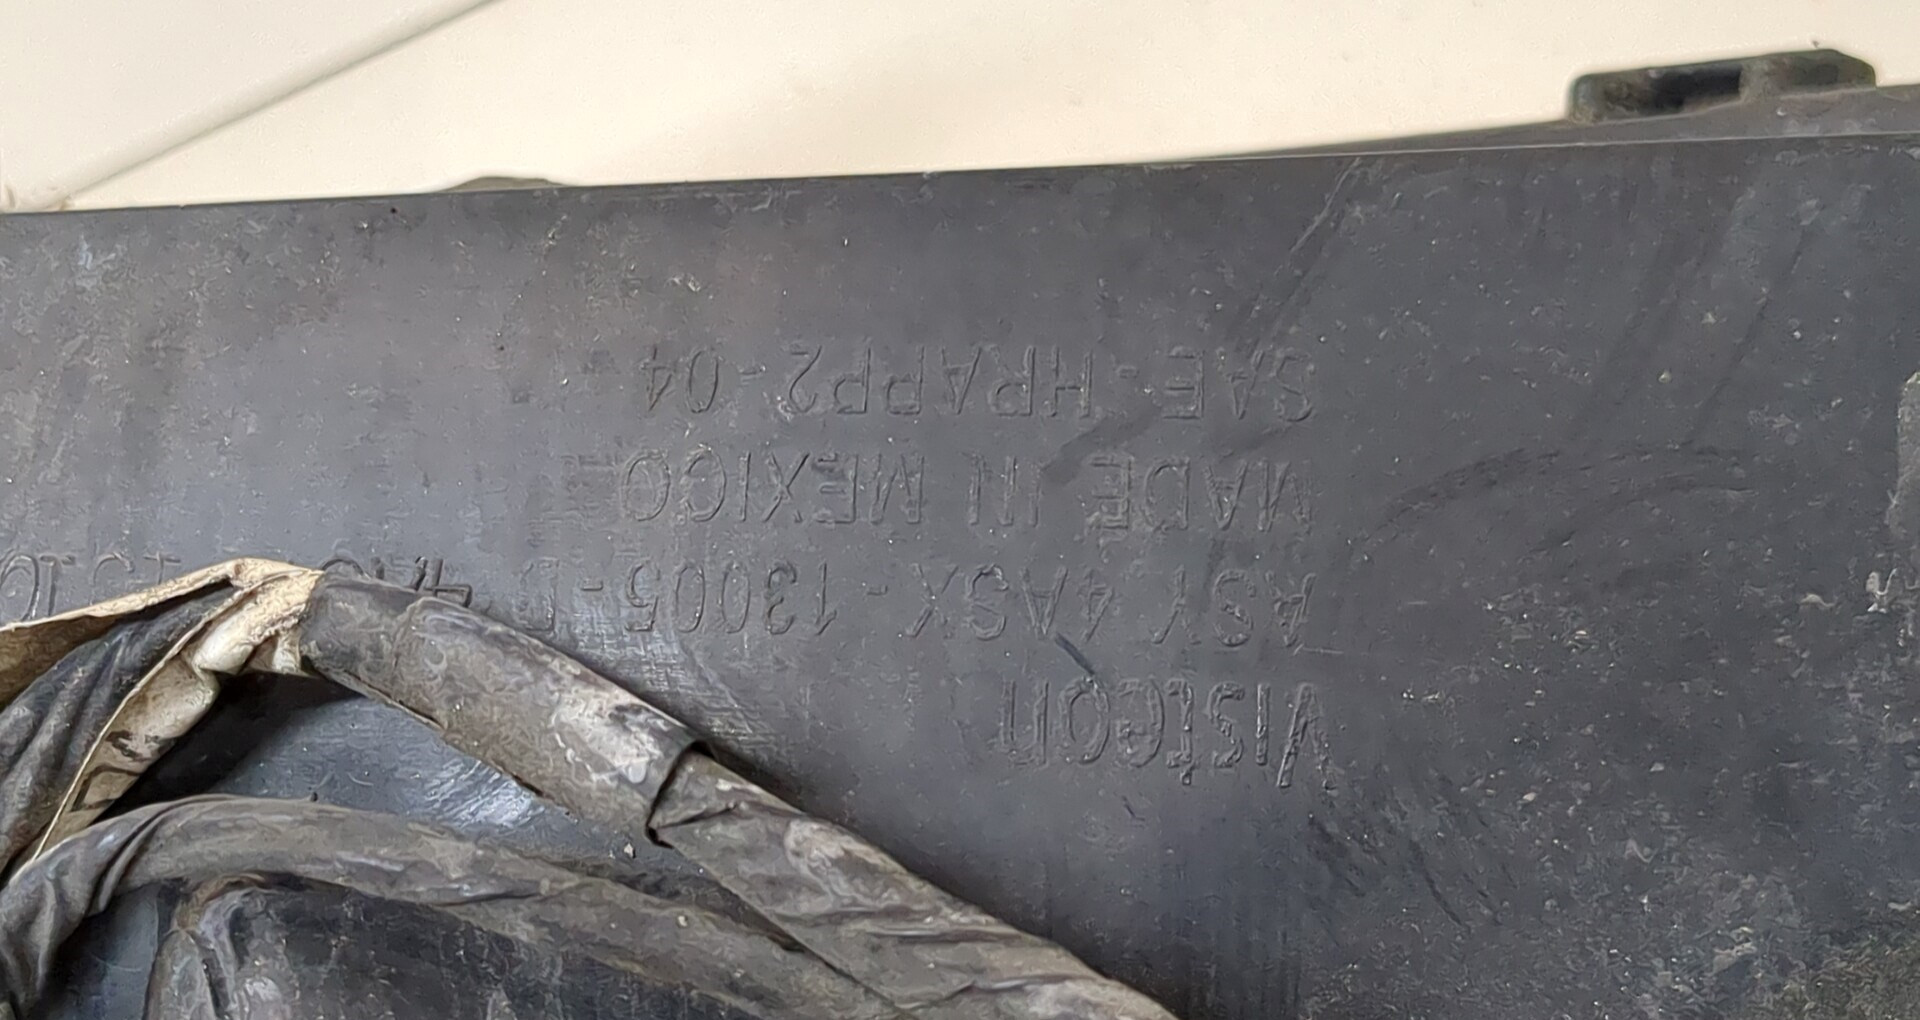 Visteon
ASY 4ASX-13005-D
MADE IN MEXICO
SAE-HRAPP2-04